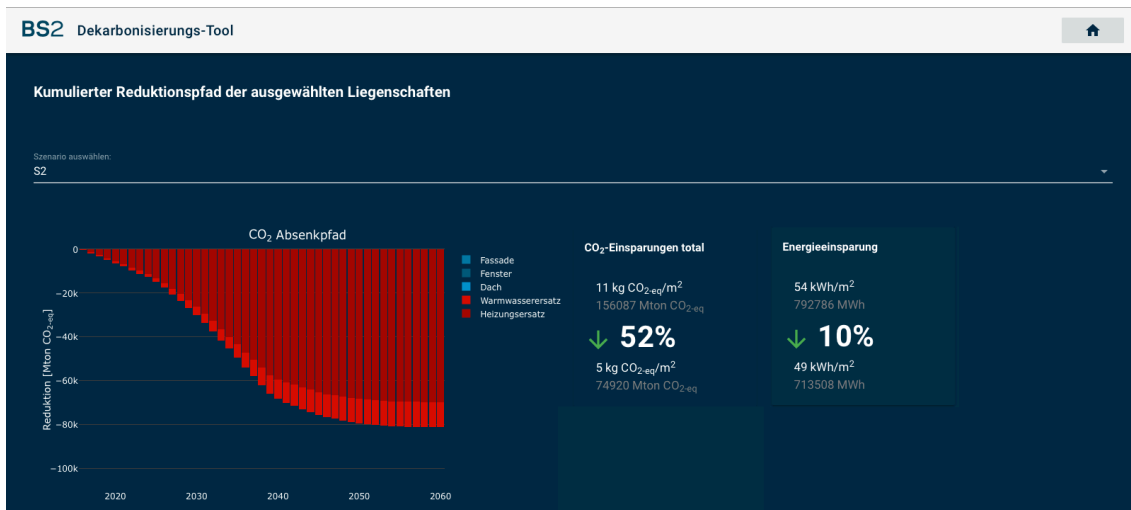 BS2 Dekarbonisierungs-Tool
Kumulierter Reduktionspfad der ausgewählten Liegenschaften
Szenario auswählen:
S2
CO₂ Absenkpfad
0
−20k
−40k
−60k
−80k
−100k
Reduktion [Mton CO₂₋ₑq]
2020 2030 2040 2050 2060
Fassade
Fenster
Dach
Warmwasserersatz
Heizungsersatz
CO₂-Einsparungen total
11 kg CO₂₋ₑq/m²
156087 Mton CO₂₋ₑq
52%
5 kg CO₂₋ₑq/m²
74920 Mton CO₂₋ₑq
Energieeinsparung
54 kWh/m²
792786 MWh
10%
49 kWh/m²
713508 MWh